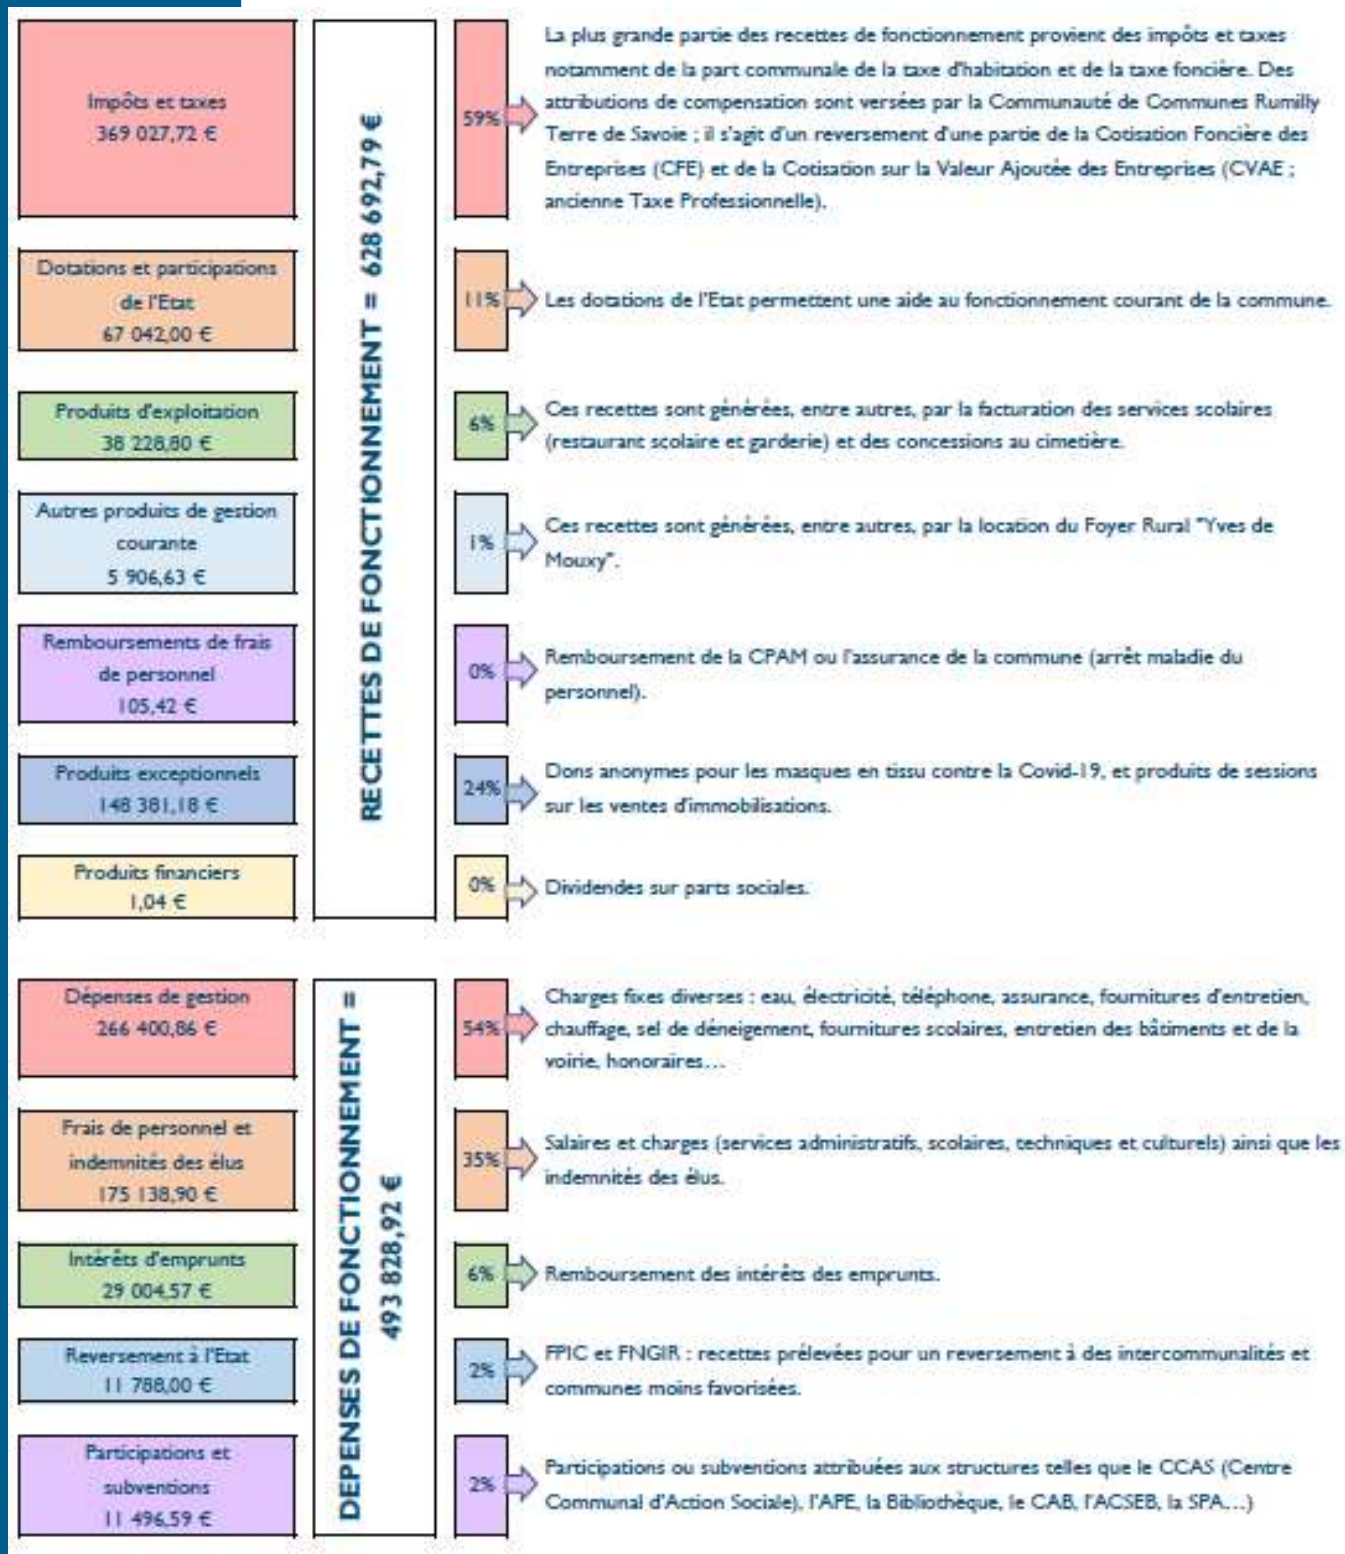 Impôts et taxes
369 027,72 €
59%
La plus grande partie des recettes de fonctionnement provient des impôts et taxes
notamment de la part communale de la taxe d'habitation et de la taxe foncière. Des
attributions de compensation sont versées par la Communauté de Communes Rumilly
Terre de Savoie ; il s'agit d'un reversement d'une partie de la Cotisation Foncière des
Entreprises (CFE) et de la Cotisation sur la Valeur Ajoutée des Entreprises (CVAE ;
ancienne Taxe Professionnelle).
RECETTES DE FONCTIONNEMENT = 628 692,79 €
Dotations et participations
de l'Etat
67 042,00 €
11%
Les dotations de l'Etat permettent une aide au fonctionnement courant de la commune.
Produits d'exploitation
38 228,80 €
6%
Ces recettes sont générées, entre autres, par la facturation des services scolaires
(restaurant scolaire et garderie) et des concessions au cimetière.
Autres produits de gestion
courante
5 906,63 €
1%
Ces recettes sont générées, entre autres, par la location du Foyer Rural "Yves de
Mouxy".
Remboursements de frais
de personnel
105,42 €
0%
Remboursement de la CPAM ou l'assurance de la commune (arrêt maladie du
personnel).
Produits exceptionnels
148 381,18 €
24%
Dons anonymes pour les masques en tissu contre la Covid-19, et produits de sessions
sur les ventes d'immobilisations.
Produits financiers
1,04 €
0%
Dividendes sur parts sociales.
Dépenses de gestion
266 400,86 €
54%
Charges fixes diverses : eau, électricité, téléphone, assurance, fournitures d'entretien,
chauffage, sel de déneigement, fournitures scolaires, entretien des bâtiments et de la
voirie, honoraires…
DEPENSES DE FONCTIONNEMENT =
493 828,92 €
Frais de personnel et
indemnités des élus
175 138,90 €
35%
Salaires et charges (services administratifs, scolaires, techniques et culturels) ainsi que les
indemnités des élus.
Intérêts d'emprunts
29 004,57 €
6%
Remboursement des intérêts des emprunts.
Reversement à l'Etat
11 788,00 €
2%
FPIC et FNGIR : recettes prélevées pour un reversement à des intercommunalités et
communes moins favorisées.
Participations et
subventions
11 496,59 €
2%
Participations ou subventions attribuées aux structures telles que le CCAS (Centre
Communal d'Action Sociale), l'APE, la Bibliothèque, le CAB, l'ACSEB, la SPA…)